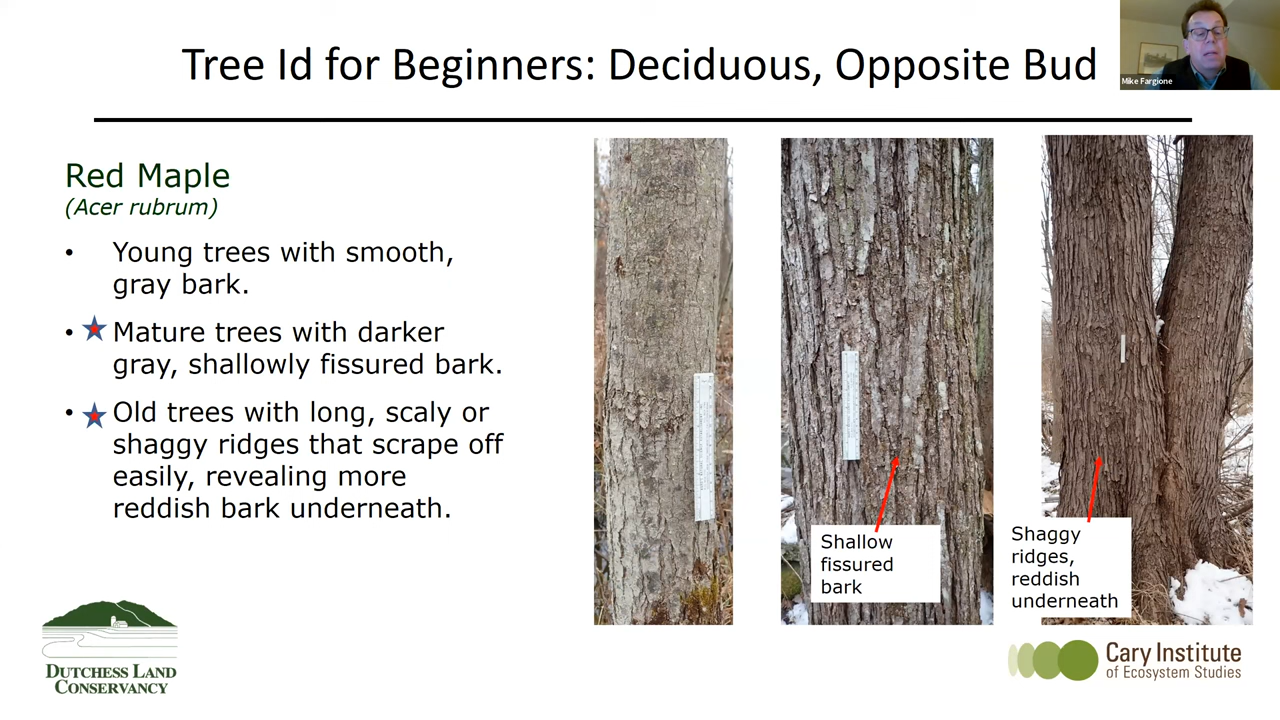 Tree Id for Beginners: Deciduous, Opposite Bud
Mike Fargione
Red Maple
(Acer rubrum)
• Young trees with smooth,
gray bark.
• Mature trees with darker
gray, shallowly fissured bark.
• Old trees with long, scaly or
shaggy ridges that scrape off
easily, revealing more
reddish bark underneath.
Shallow
fissured
bark
Shaggy
ridges,
reddish
underneath
DUTCHESS LAND
CONSERVANCY
Cary Institute
of Ecosystem Studies